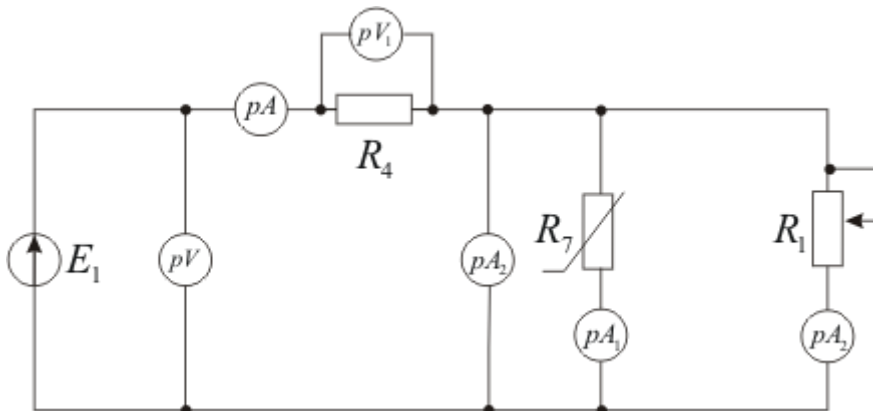 pV₁
pA
R₄
E₁
pV
pA₂
R₇
R₁
pA₁
pA₂